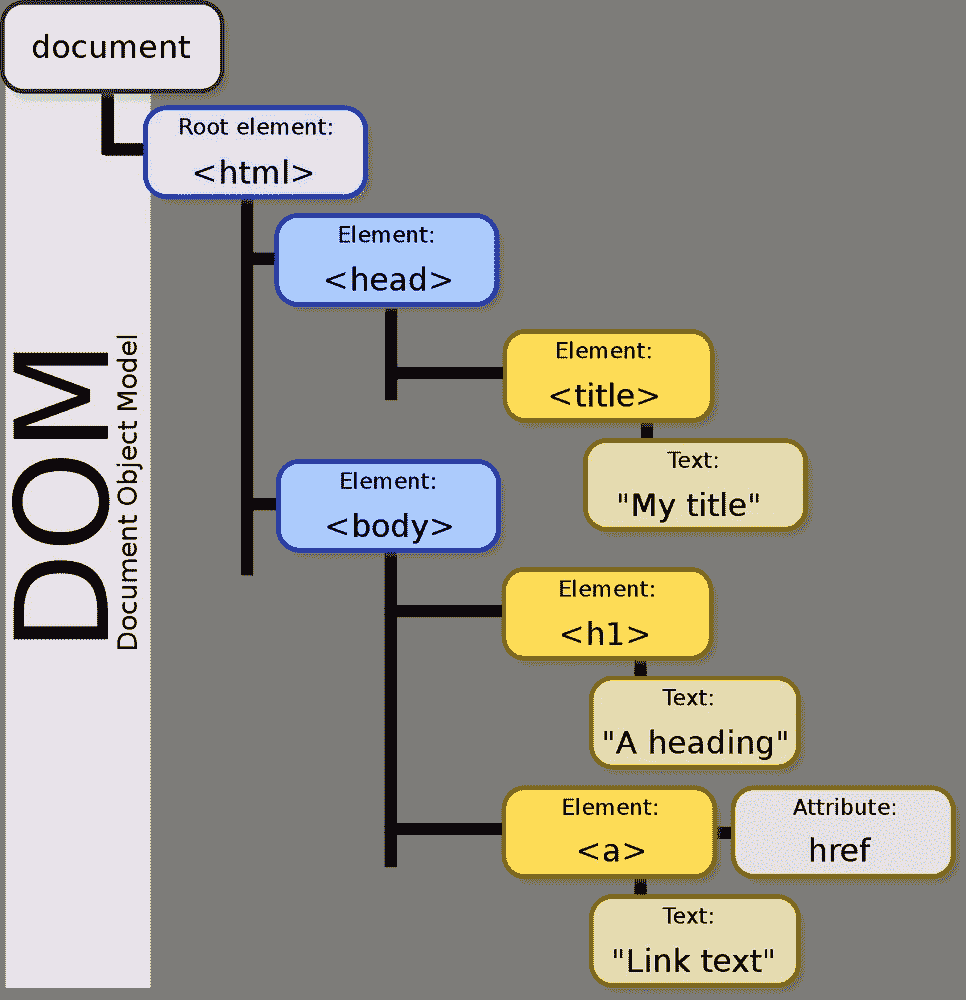 document
Root element:
<html>
Element:
<head>
Element:
<title>
Text:
"My title"
Element:
<body>
Element:
<h1>
Text:
"A heading"
Element:
<a>
Attribute:
href
Text:
"Link text"
DOM
Document Object Model